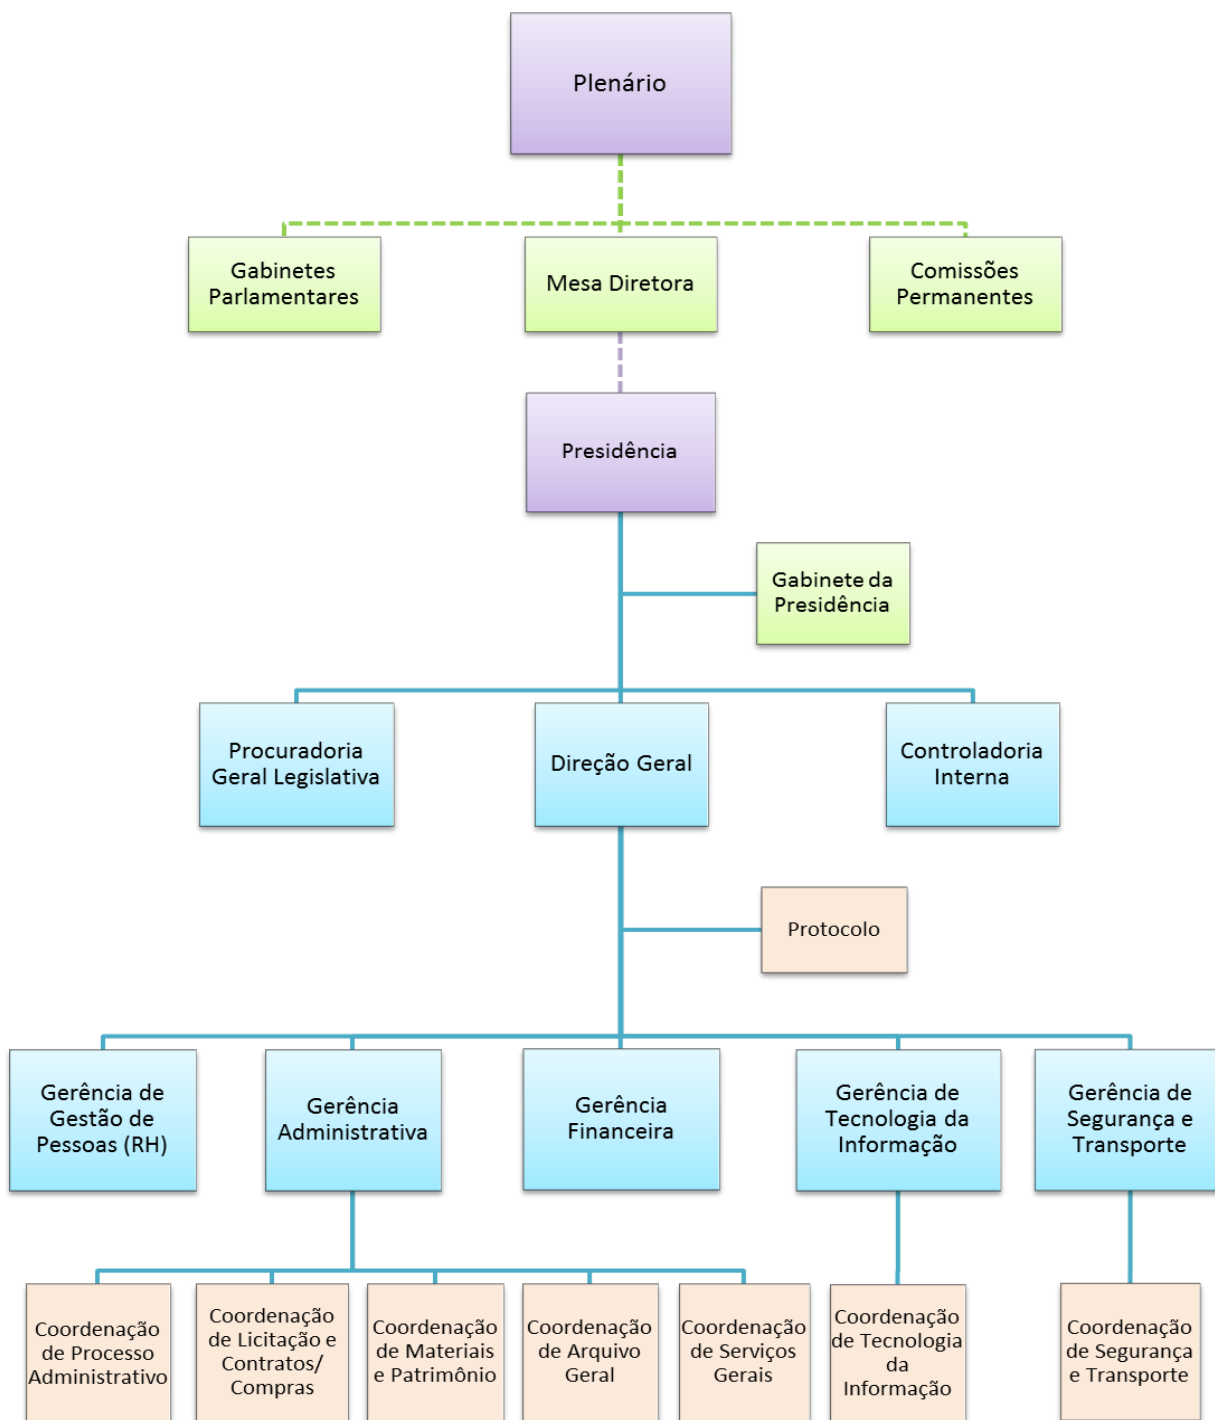 Plenário
Gabinetes
Parlamentares
Mesa Diretora
Comissões
Permanentes
Presidência
Gabinete da
Presidência
Procuradoria
Geral Legislativa
Direção Geral
Controladoria
Interna
Protocolo
Gerência de
Gestão de
Pessoas (RH)
Gerência
Administrativa
Gerência
Financeira
Gerência de
Tecnologia da
Informação
Gerência de
Segurança e
Transporte
Coordenação
de Processo
Administrativo
Coordenação
de Licitação e
Contratos/
Compras
Coordenação
de Materiais
e Patrimônio
Coordenação
de Arquivo
Geral
Coordenação
de Serviços
Gerais
Coordenação
de Tecnologia
da
Informação
Coordenação
de Segurança
e Transporte